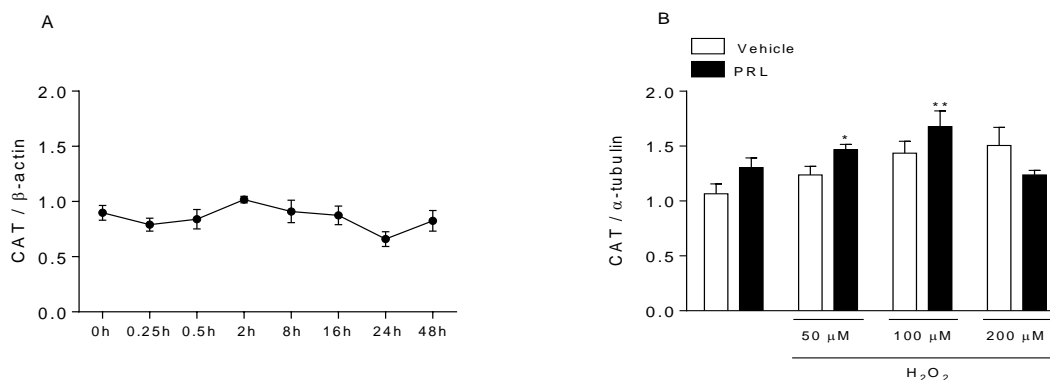 A
CAT / β-actin
2.0
1.5
1.0
0.5
0.0
0h 0.25h 0.5h 2h 8h 16h 24h 48h
B
Vehicle
PRL
CAT / α-tubulin
2.0
1.5
1.0
0.5
0.0
*
**
50 μM 100 μM 200 μM
H₂O₂